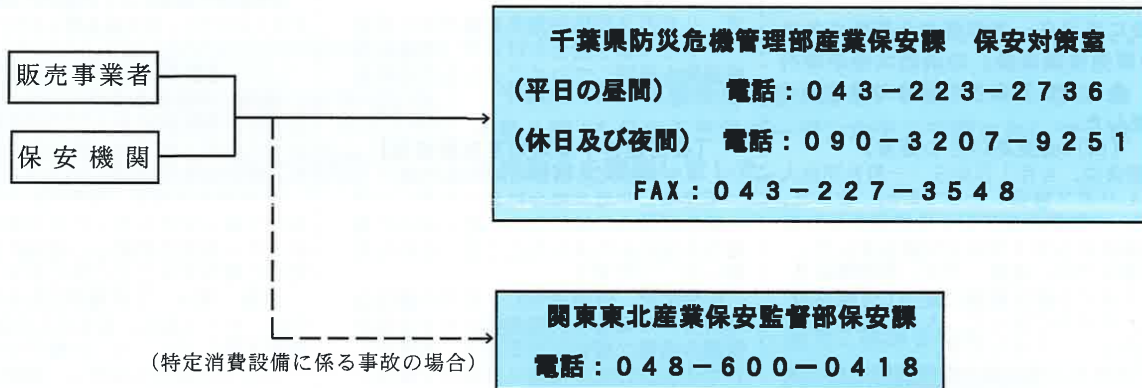 販売事業者
保安機関
千葉県防災危機管理部産業保安課　保安対策室
(平日の昼間)　　電話：０４３－２２３－２７３６
(休日及び夜間)　電話：０９０－３２０７－９２５１
FAX：０４３－２２７－３５４８
(特定消費設備に係る事故の場合)
関東東北産業保安監督部保安課
電話：０４８－６００－０４１８